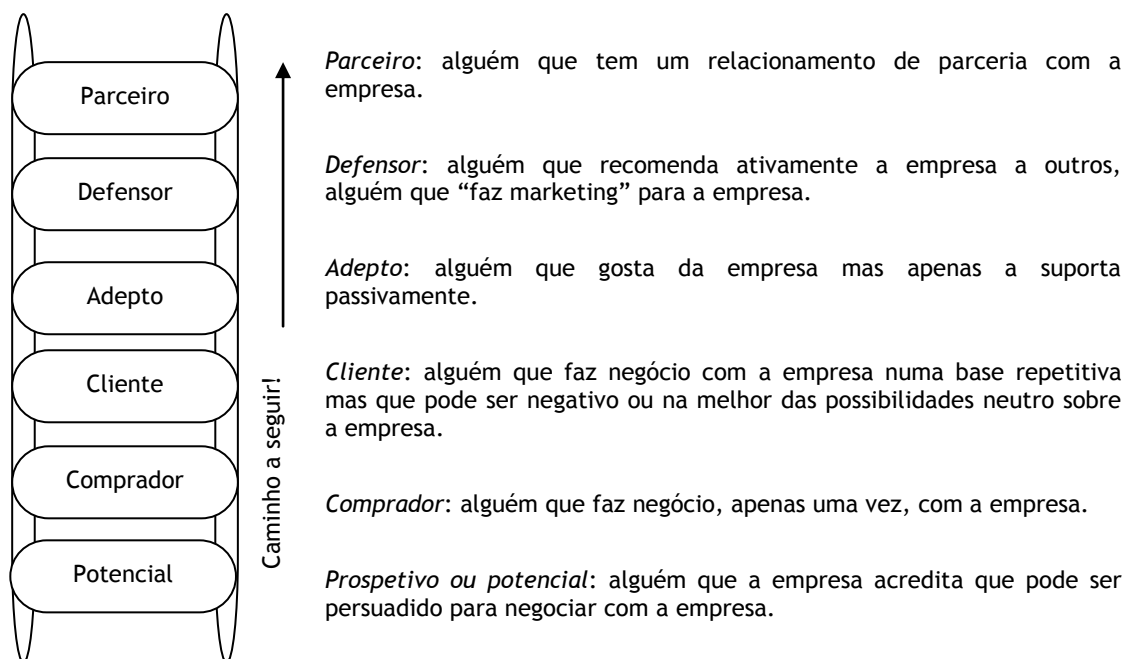 Parceiro
Defensor
Adepto
Cliente
Comprador
Potencial
Caminho a seguir!
Parceiro: alguém que tem um relacionamento de parceria com a
empresa.
Defensor: alguém que recomenda ativamente a empresa a outros,
alguém que “faz marketing” para a empresa.
Adepto: alguém que gosta da empresa mas apenas a suporta
passivamente.
Cliente: alguém que faz negócio com a empresa numa base repetitiva
mas que pode ser negativo ou na melhor das possibilidades neutro sobre
a empresa.
Comprador: alguém que faz negócio, apenas uma vez, com a empresa.
Prospetivo ou potencial: alguém que a empresa acredita que pode ser
persuadido para negociar com a empresa.